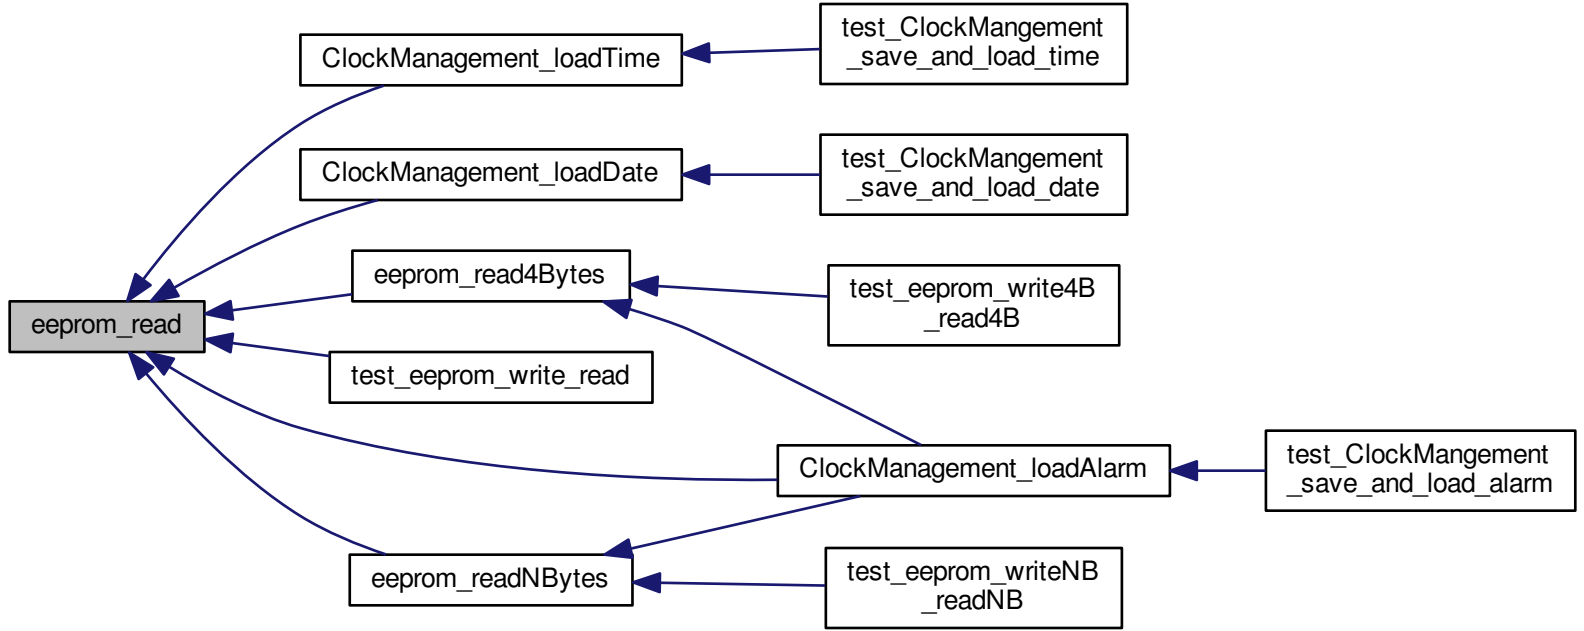 ClockManagement_loadTime
test_ClockMangement
_save_and_load_time
ClockManagement_loadDate
test_ClockMangement
_save_and_load_date
eeprom_read4Bytes
test_eeprom_write4B
_read4B
eeprom_read
test_eeprom_write_read
ClockManagement_loadAlarm
test_ClockMangement
_save_and_load_alarm
eeprom_readNBytes
test_eeprom_writeNB
_readNB